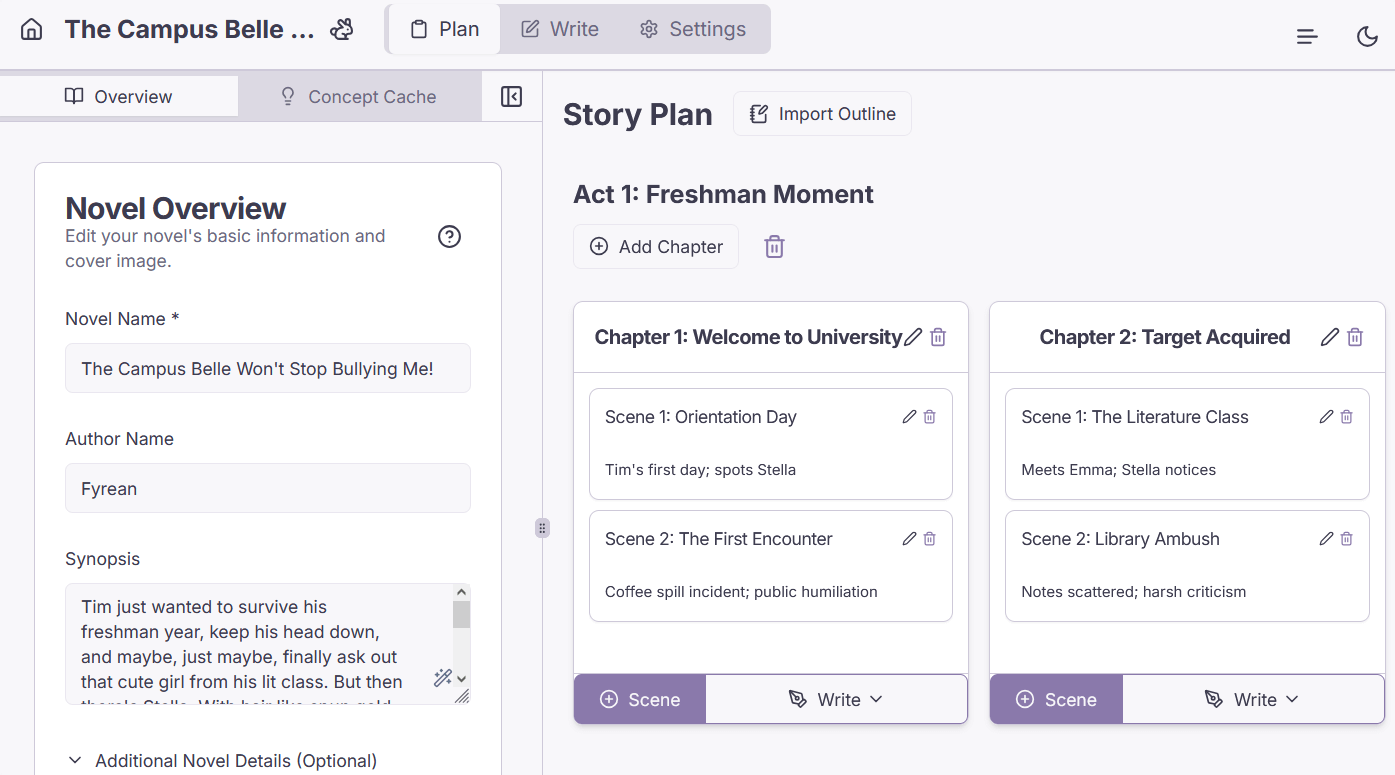 The Campus Belle ...
Plan
Write
Settings
Overview
Concept Cache
Novel Overview
Edit your novel's basic information and
cover image.
Novel Name *
The Campus Belle Won't Stop Bullying Me!
Author Name
Fyrean
Synopsis
Tim just wanted to survive his
freshman year, keep his head down,
and maybe, just maybe, finally ask out
that cute girl from his lit class. But then
Additional Novel Details (Optional)
Story Plan
Import Outline
Act 1: Freshman Moment
Add Chapter
Chapter 1: Welcome to University
Scene 1: Orientation Day
Tim's first day; spots Stella
Scene 2: The First Encounter
Coffee spill incident; public humiliation
Scene
Write
Chapter 2: Target Acquired
Scene 1: The Literature Class
Meets Emma; Stella notices
Scene 2: Library Ambush
Notes scattered; harsh criticism
Scene
Write